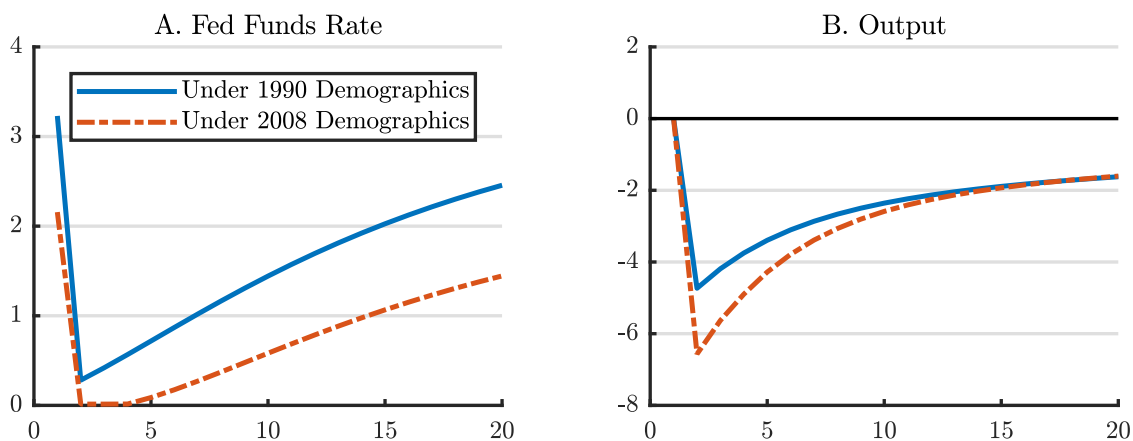 A. Fed Funds Rate
4
3
2
1
0
0 5 10 15 20
Under 1990 Demographics
Under 2008 Demographics
B. Output
2
0
-2
-4
-6
-8
0 5 10 15 20